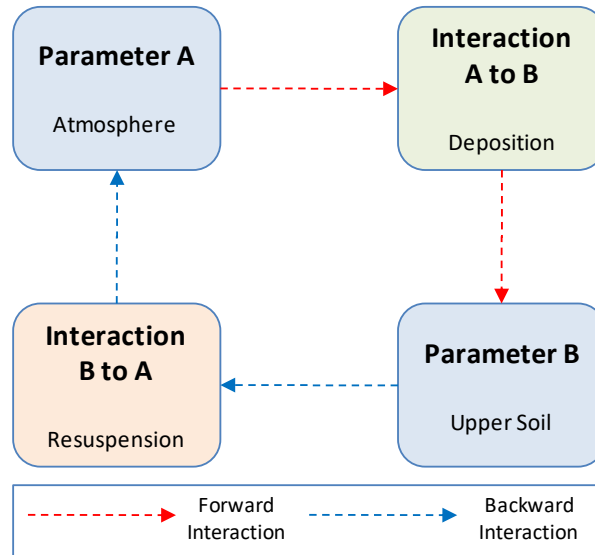 Parameter A
Atmosphere
Interaction
A to B
Deposition
Interaction
B to A
Resuspension
Parameter B
Upper Soil
Forward
Interaction
Backward
Interaction